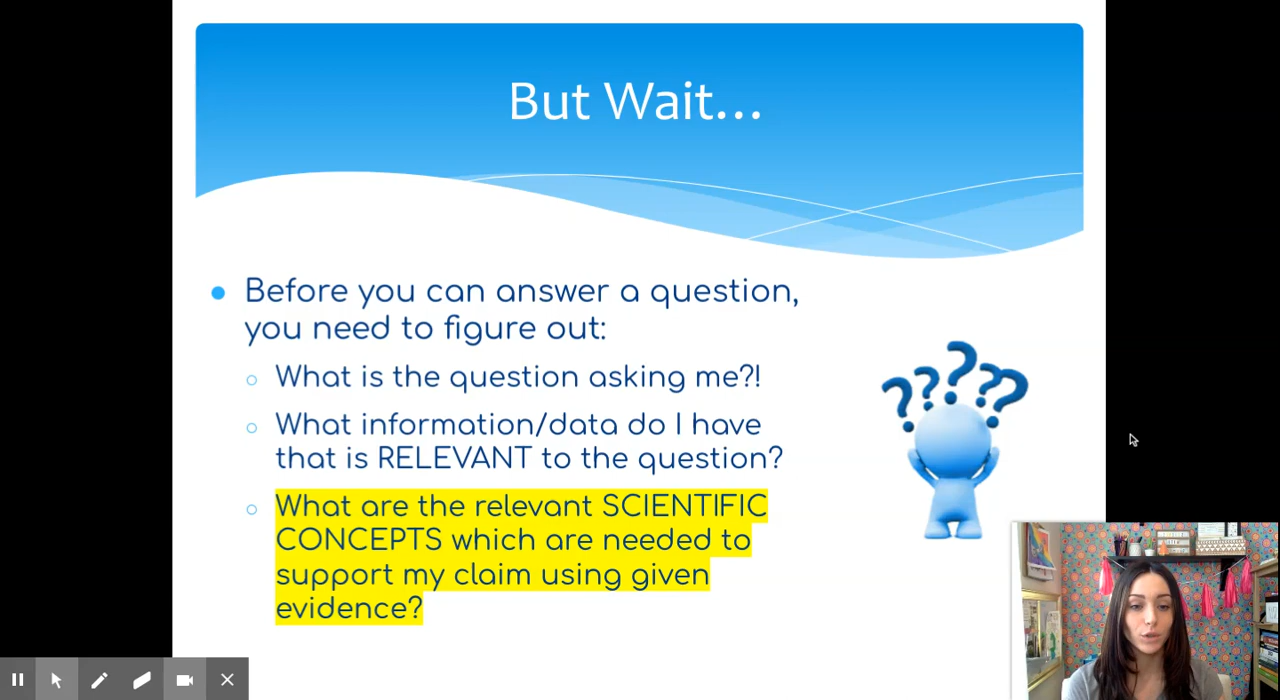 But Wait...
Before you can answer a question,
you need to figure out:
What is the question asking me?!
What information/data do I have
that is RELEVANT to the question?
What are the relevant SCIENTIFIC
CONCEPTS which are needed to
support my claim using given
evidence?